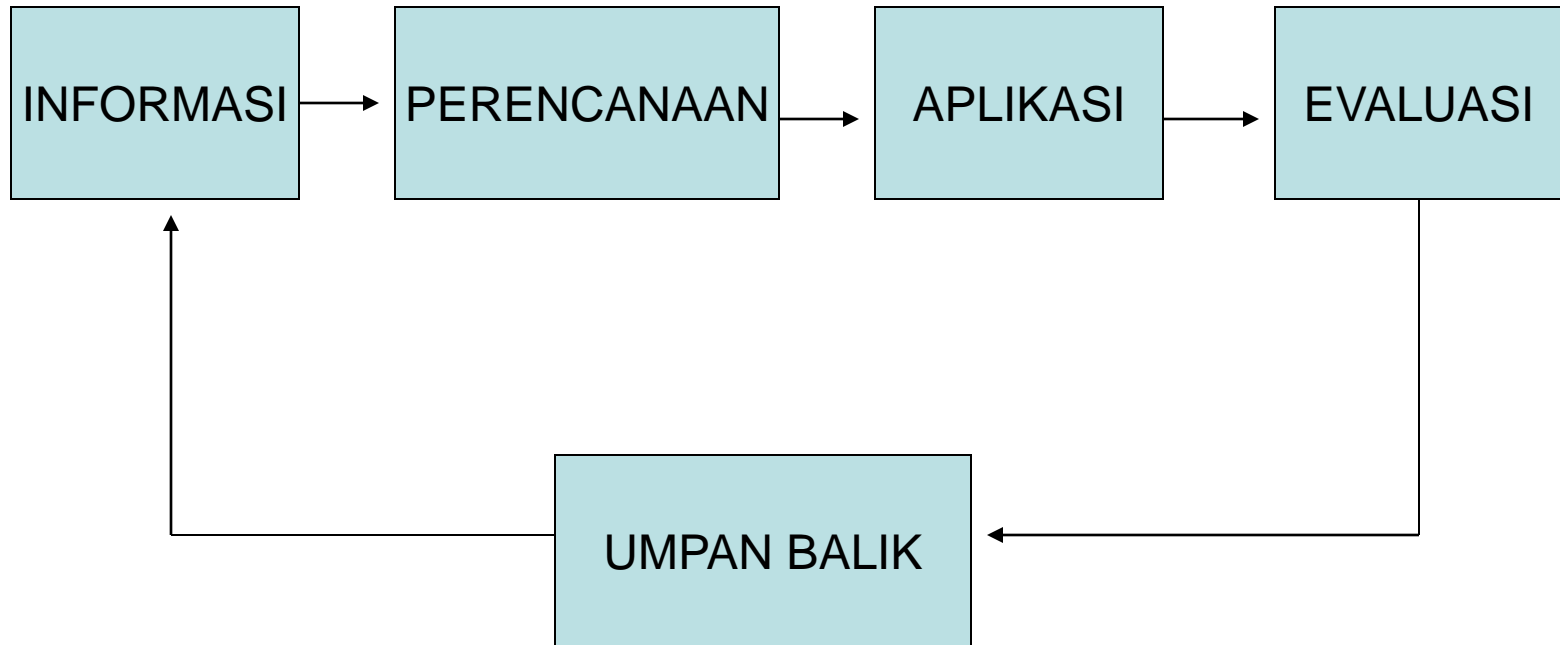 INFORMASI
PERENCANAAN
APLIKASI
EVALUASI
UMPAN BALIK